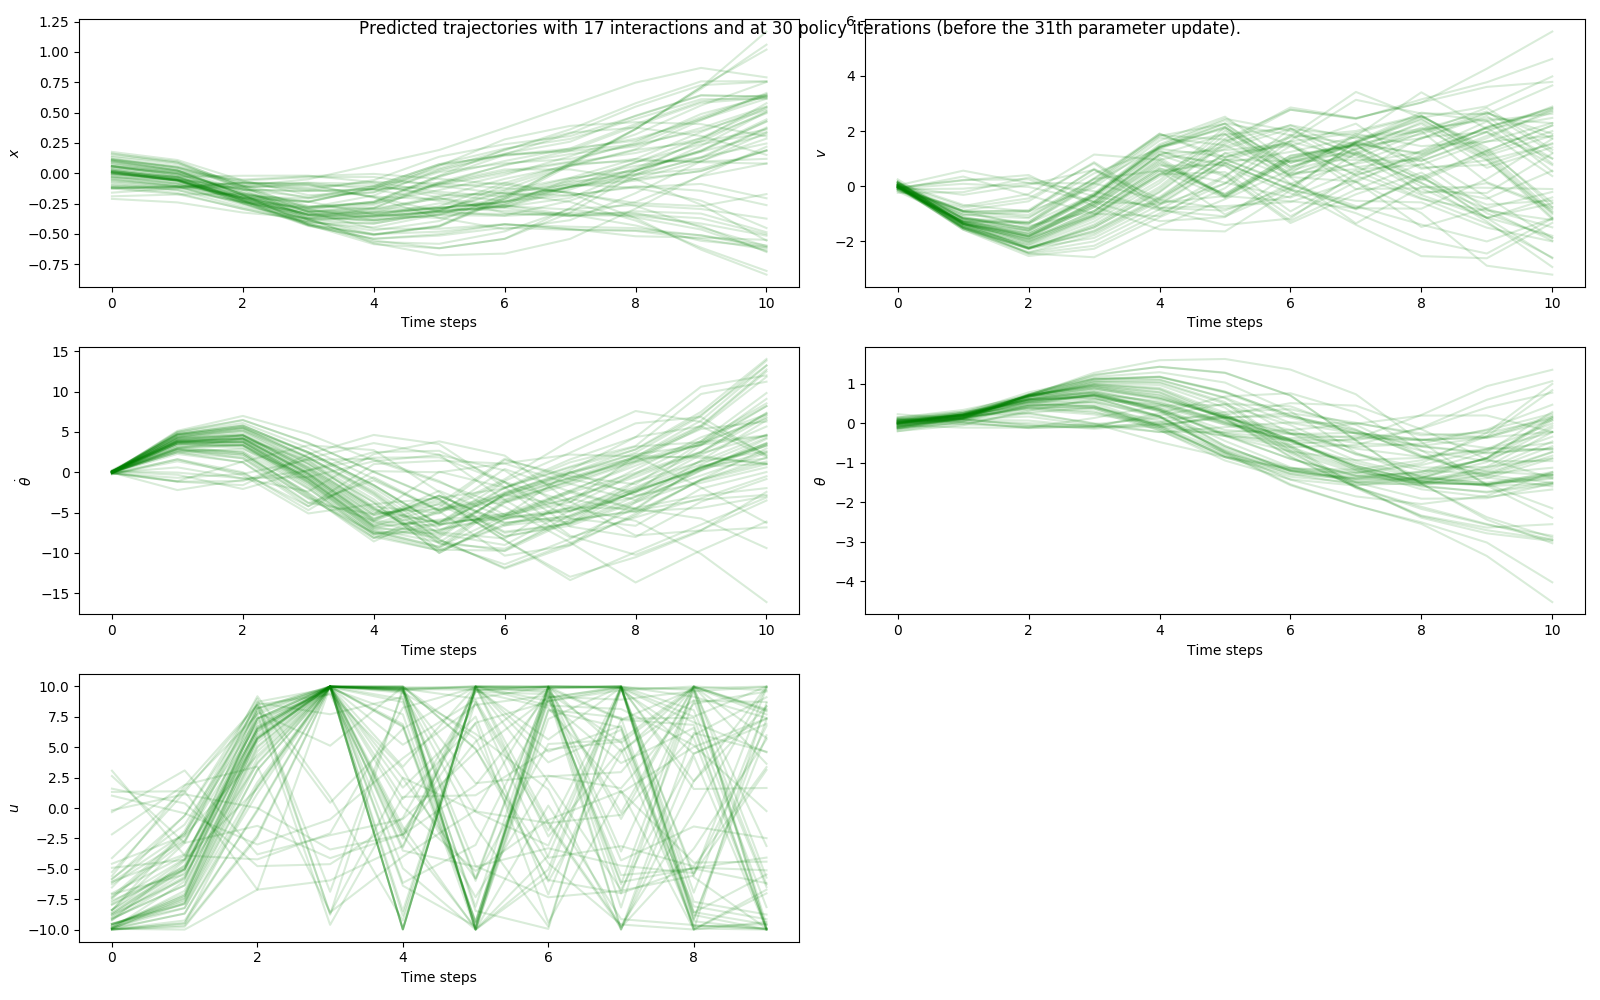 Predicted trajectories with 17 interactions and at 30 policy iterations (before the 31th parameter update).
1.25
1.00
0.75
0.50
0.25
0.00
−0.25
−0.50
−0.75
x
0 2 4 6 8 10
Time steps
6
4
2
0
−2
v
0 2 4 6 8 10
Time steps
15
10
5
0
−5
−10
−15
θ̇
0 2 4 6 8 10
Time steps
1
0
−1
−2
−3
−4
θ
0 2 4 6 8 10
Time steps
10.0
7.5
5.0
2.5
0.0
−2.5
−5.0
−7.5
−10.0
u
0 2 4 6 8
Time steps